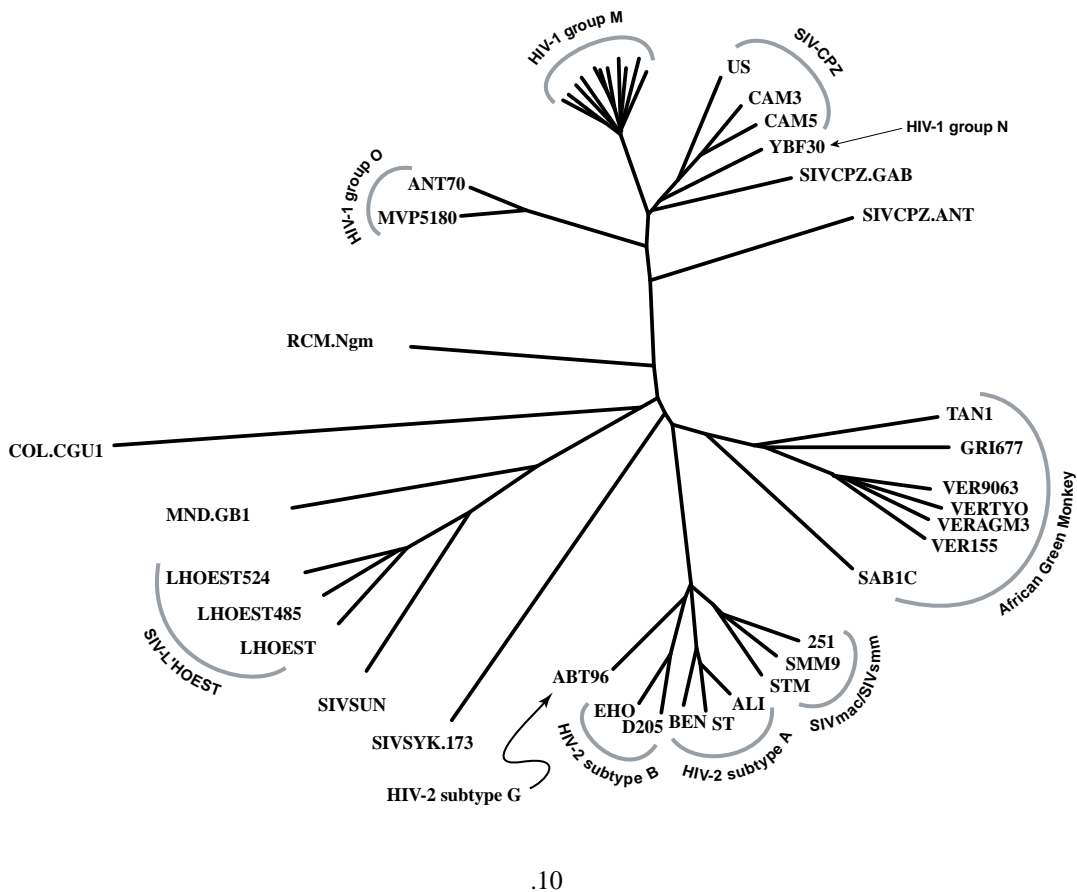 HIV-1 group M
SIV-CPZ
US
CAM3
CAM5
HIV-1 group N
YBF30
HIV-1 group O
ANT70
SIVCPZ.GAB
MVP5180
SIVCPZ.ANT
RCM.Ngm
TAN1
COL.CGU1
GRI677
VER9063
MND.GB1
VERTYO
VERAGM3
VER155
African Green Monkey
LHOEST524
SAB1C
LHOEST485
LHOEST
SIV-L'HOEST
251
SMM9
STM
SIVmac/SIVsmm
ABT96
SIVSUN
ALI
EHO
D205
BEN
ST
SIVSYK.173
HIV-2 subtype B
HIV-2 subtype A
HIV-2 subtype G
.10